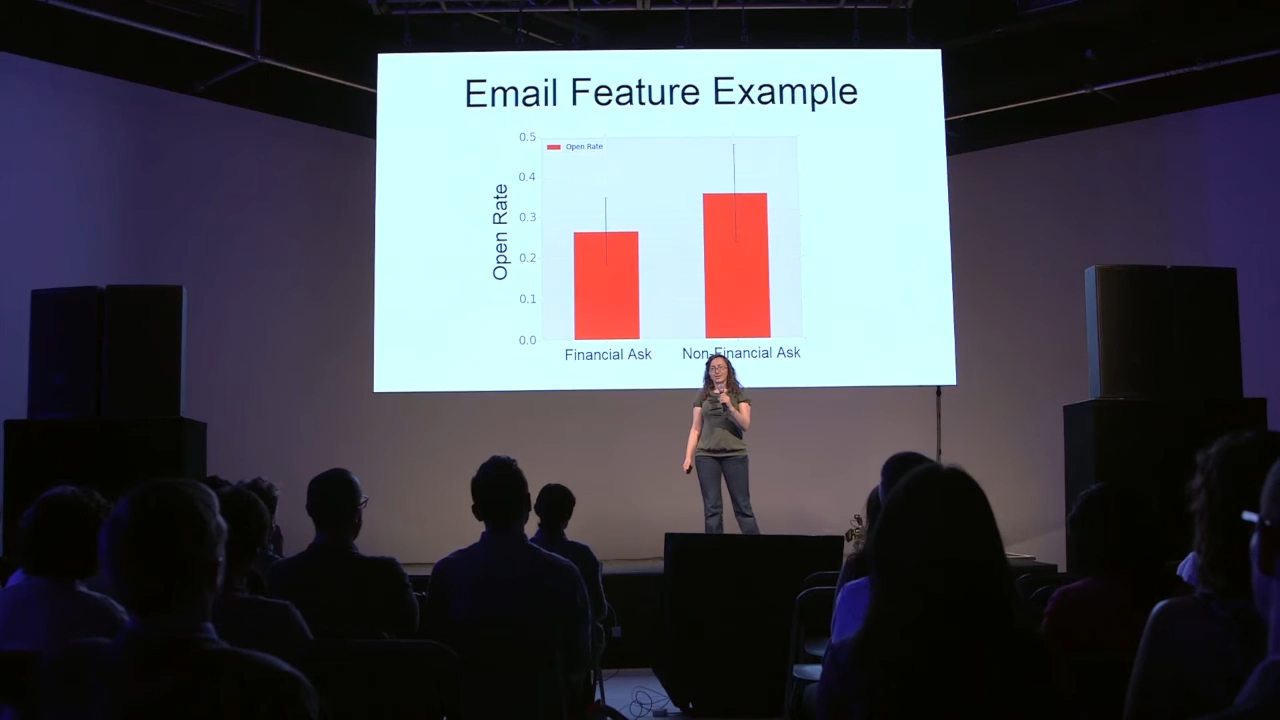 Email Feature Example
Open Rate
Open Rate
0.5
0.4
0.3
0.2
0.1
0.0
Financial Ask
Non-Financial Ask